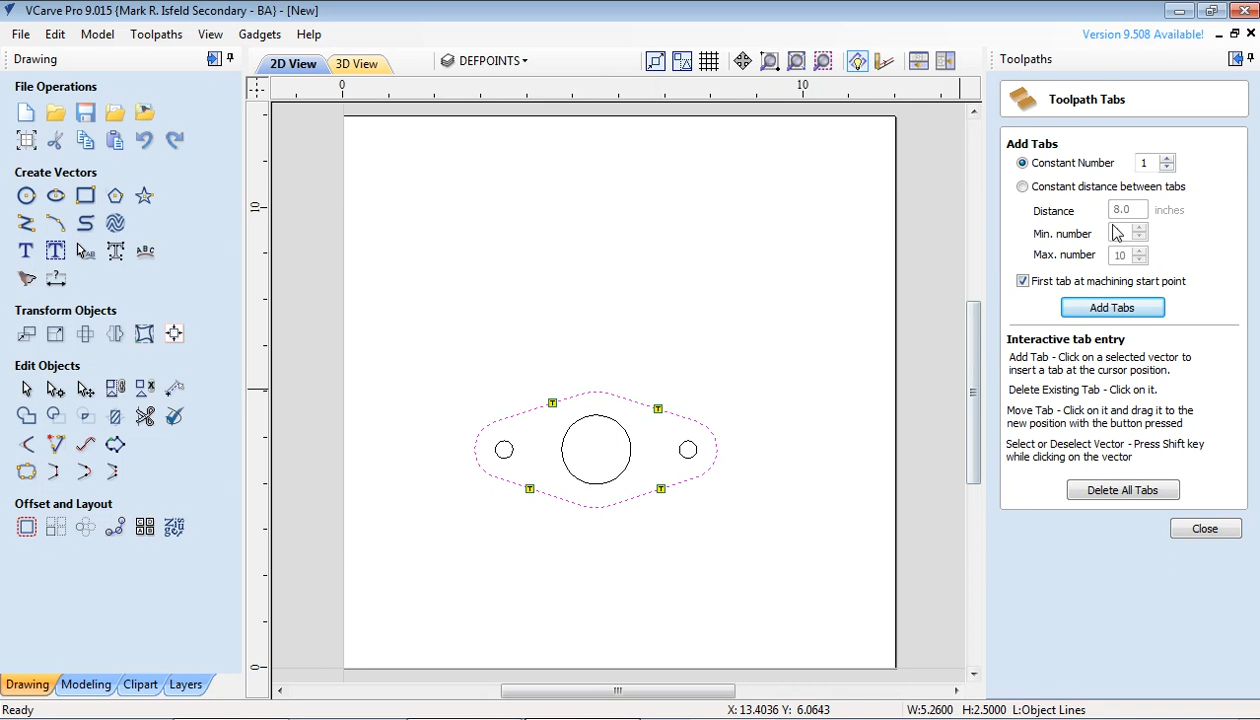 VCarve Pro 9.015 {Mark R. Isfeld Secondary - BA} - [New]
File Edit Model Toolpaths View Gadgets Help
Version 9.508 Available!
Drawing
2D View
3D View
DEFPOINTS
Toolpaths
File Operations
0
10
Toolpath Tabs
Add Tabs
Constant Number 1
Create Vectors
Constant distance between tabs
Distance 8.0 inches
10
Min. number
Max. number 10
T T ABC
First tab at machining start point
Add Tabs
Transform Objects
Interactive tab entry
Add Tab - Click on a selected vector to
insert a tab at the cursor position.
Delete Existing Tab - Click on it.
Move Tab - Click on it and drag it to the
new position with the button pressed
Select or Deselect Vector - Press Shift key
while clicking on the vector
Edit Objects
T
T
T
T
Delete All Tabs
Offset and Layout
Close
0
Drawing
Modeling
Clipart
Layers
Ready
X: 13.4036 Y: 6.0643
W:5.2600 H:2.5000 L:Object Lines